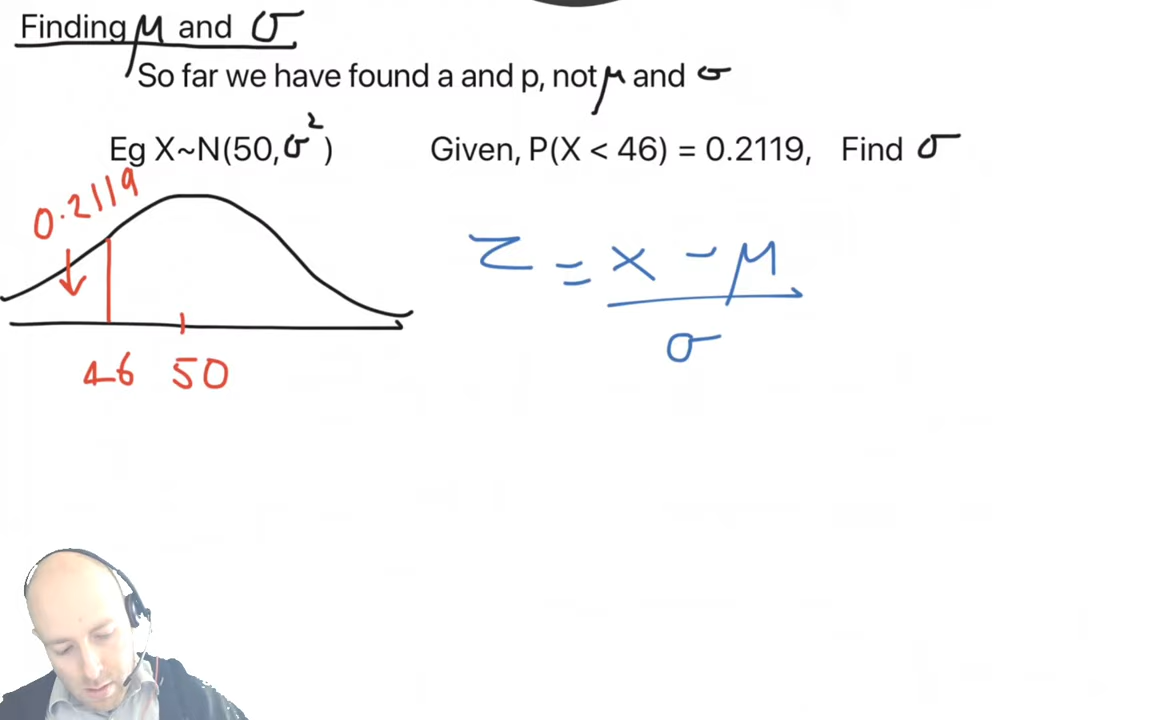 Finding μ and σ
So far we have found a and p, not μ and σ
Eg X~N(50, σ²) Given, P(X < 46) = 0.2119, Find σ
0.2119
z = x - μ
σ
46 50